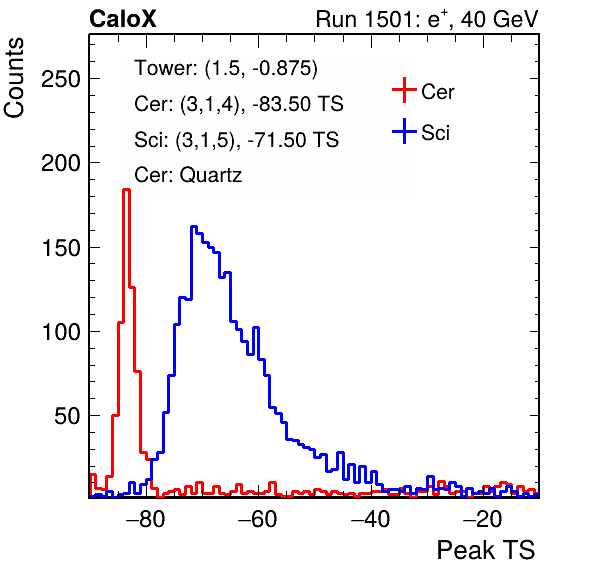 CaloX Run 1501: e⁺, 40 GeV
Counts
Tower: (1.5, -0.875)
Cer: (3,1,4), -83.50 TS
Sci: (3,1,5), -71.50 TS
Cer: Quartz
Cer
Sci
250
200
150
100
50
−80 −60 −40 −20
Peak TS